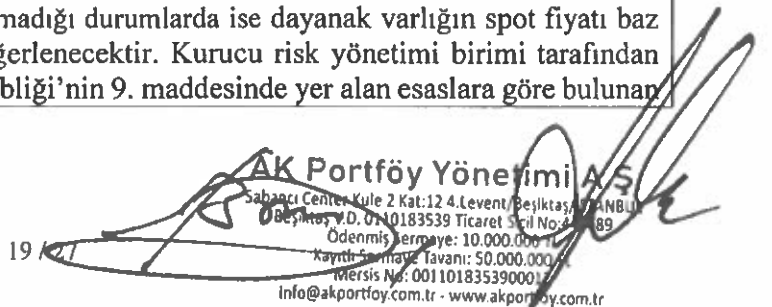 madığı durumlarda ise dayanak varlığın spot fiyatı baz
ğerlenecektir. Kurucu risk yönetimi birimi tarafından
bliği'nin 9. maddesinde yer alan esaslara göre bulunan
AK Portföy Yönetimi A.Ş
Sabancı Center Kule 2 Kat:12 4.Levent/Beşiktaş/
Beşiktaş V.D. 0110183539 Ticaret Sicil No:
Ödenmiş Sermaye: 10.000.000
Kayıtlı Sermaye Tavanı: 50.000.000
Mersis No:
info@akportfoy.com.tr - www.akportfoy.com.tr
19 /27